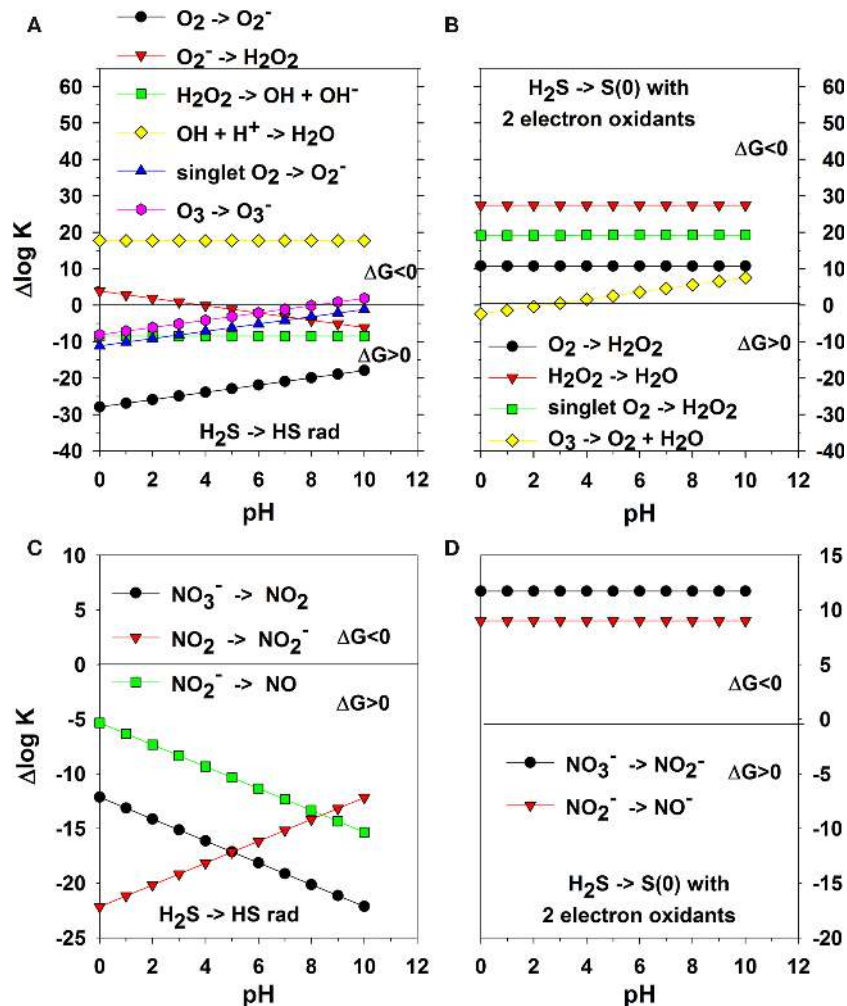 A
O2 -> O2-
O2- -> H2O2
H2O2 -> OH + OH-
OH + H+ -> H2O
singlet O2 -> O2-
O3 -> O3-
60
50
40
30
20
10
0
-10
-20
-30
-40
Δlog K
ΔG<0
ΔG>0
H2S -> HS rad
0 2 4 6 8 10 12
pH
B
H2S -> S(0) with
2 electron oxidants
ΔG<0
ΔG>0
O2 -> H2O2
H2O2 -> H2O
singlet O2 -> H2O2
O3 -> O2 + H2O
60
50
40
30
20
10
0
-10
-20
-30
-40
0 2 4 6 8 10 12
pH
C
10
5
0
-5
-10
-15
-20
-25
Δlog K
NO3- -> NO2
NO2 -> NO2-
ΔG<0
NO2- -> NO
ΔG>0
H2S -> HS rad
0 2 4 6 8 10 12
pH
D
15
10
5
0
-5
-10
-15
-20
ΔG<0
NO3- -> NO2-
ΔG>0
NO2- -> NO-
H2S -> S(0) with
2 electron oxidants
0 2 4 6 8 10 12
pH